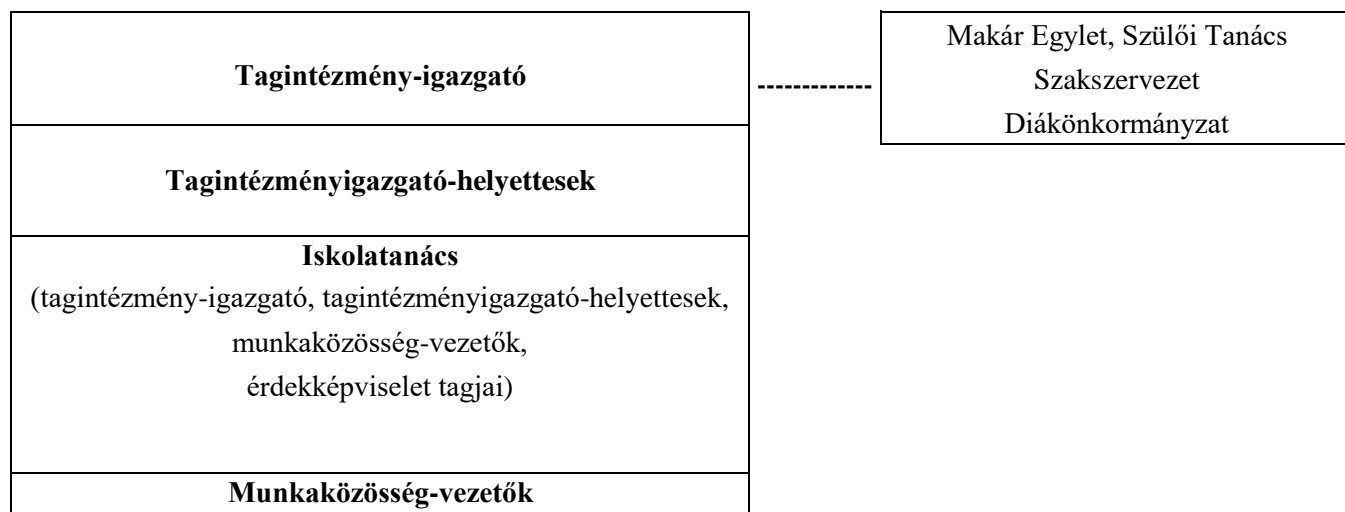 Tagintézmény-igazgató
Makár Egylet, Szülői Tanács
Szakszervezet
Diákönkormányzat
Tagintézményigazgató-helyettesek
Iskolatanács
(tagintézmény-igazgató, tagintézményigazgató-helyettesek,
munkaközösség-vezetők,
érdekképviselet tagjai)
Munkaközösség-vezetők